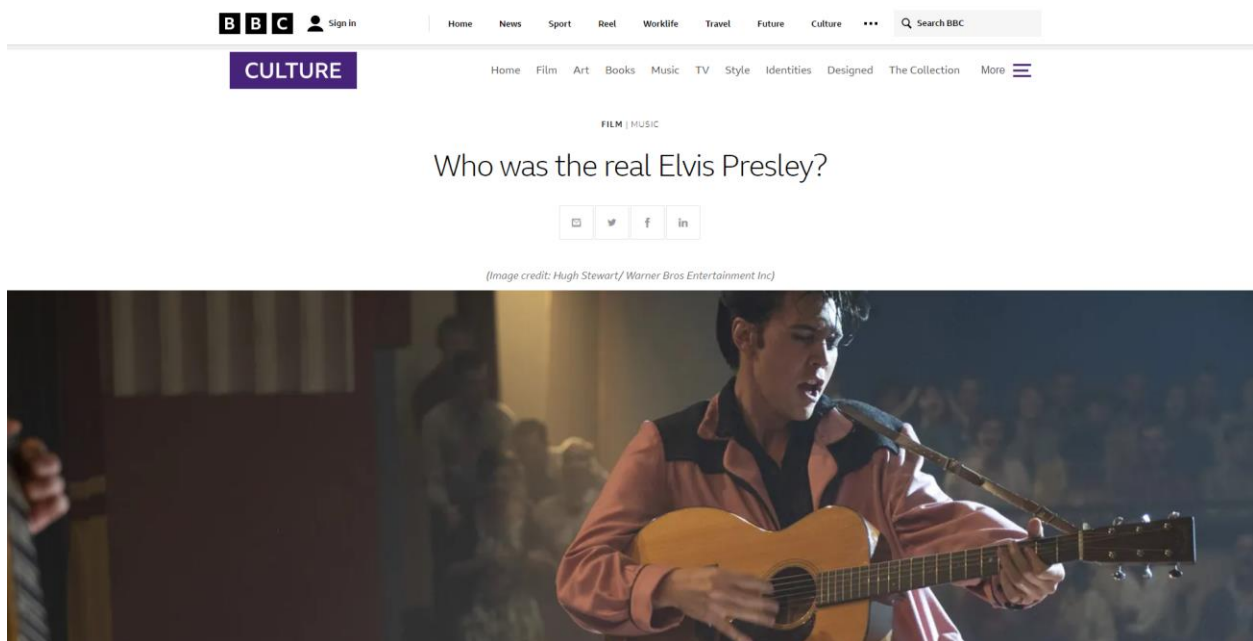 BBC Sign in Home News Sport Reel Worklife Travel Future Culture ••• Search BBC
CULTURE Home Film Art Books Music TV Style Identities Designed The Collection More
FILM | MUSIC
Who was the real Elvis Presley?
f in
(Image credit: Hugh Stewart/ Warner Bros Entertainment Inc)